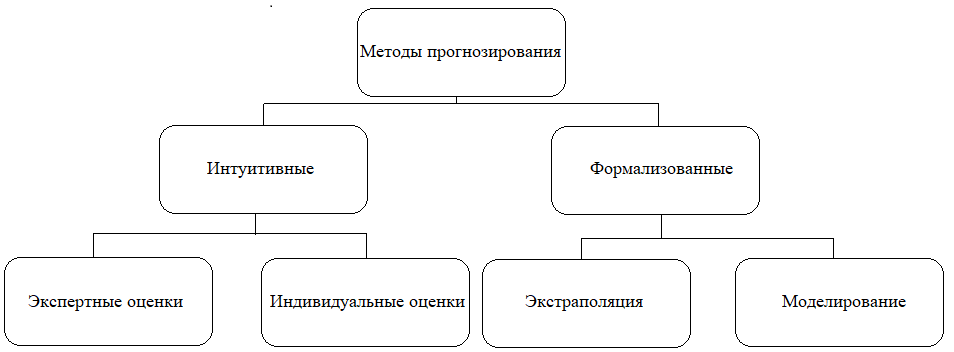 Методы прогнозирования
Интуитивные
Формализованные
Экспертные оценки
Индивидуальные оценки
Экстраполяция
Моделирование